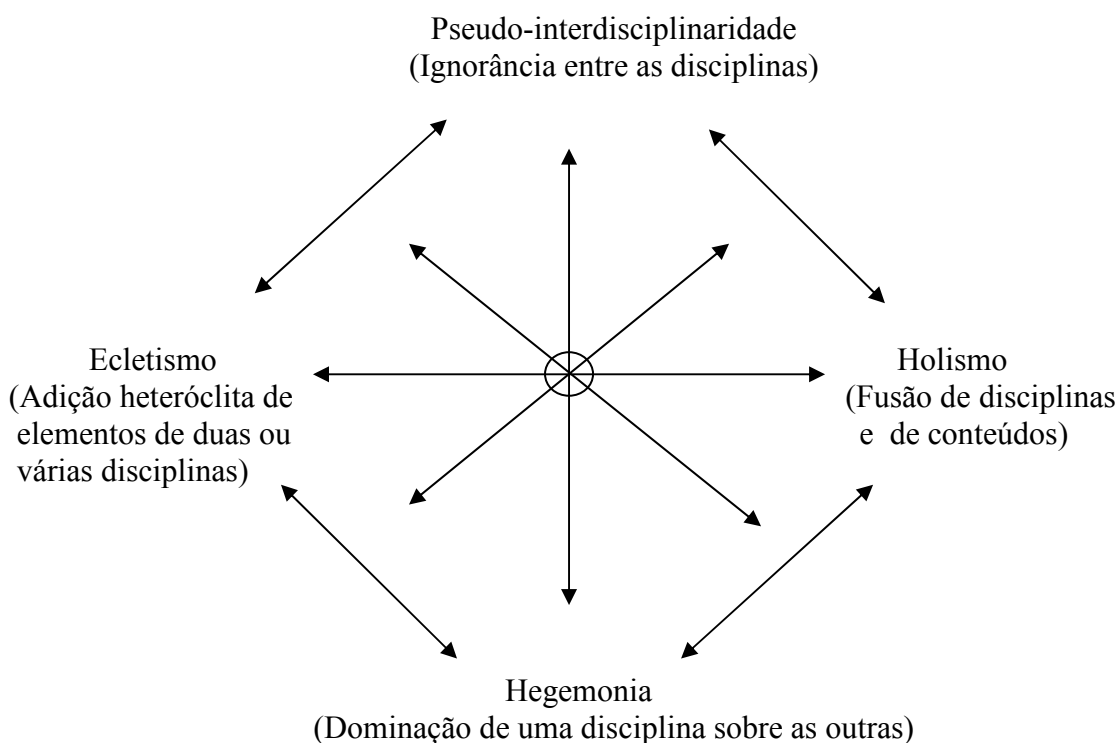 Pseudo-interdisciplinaridade
(Ignorância entre as disciplinas)
Ecletismo
(Adição heteróclita de
elementos de duas ou
várias disciplinas)
Holismo
(Fusão de disciplinas
e de conteúdos)
Hegemonia
(Dominação de uma disciplina sobre as outras)